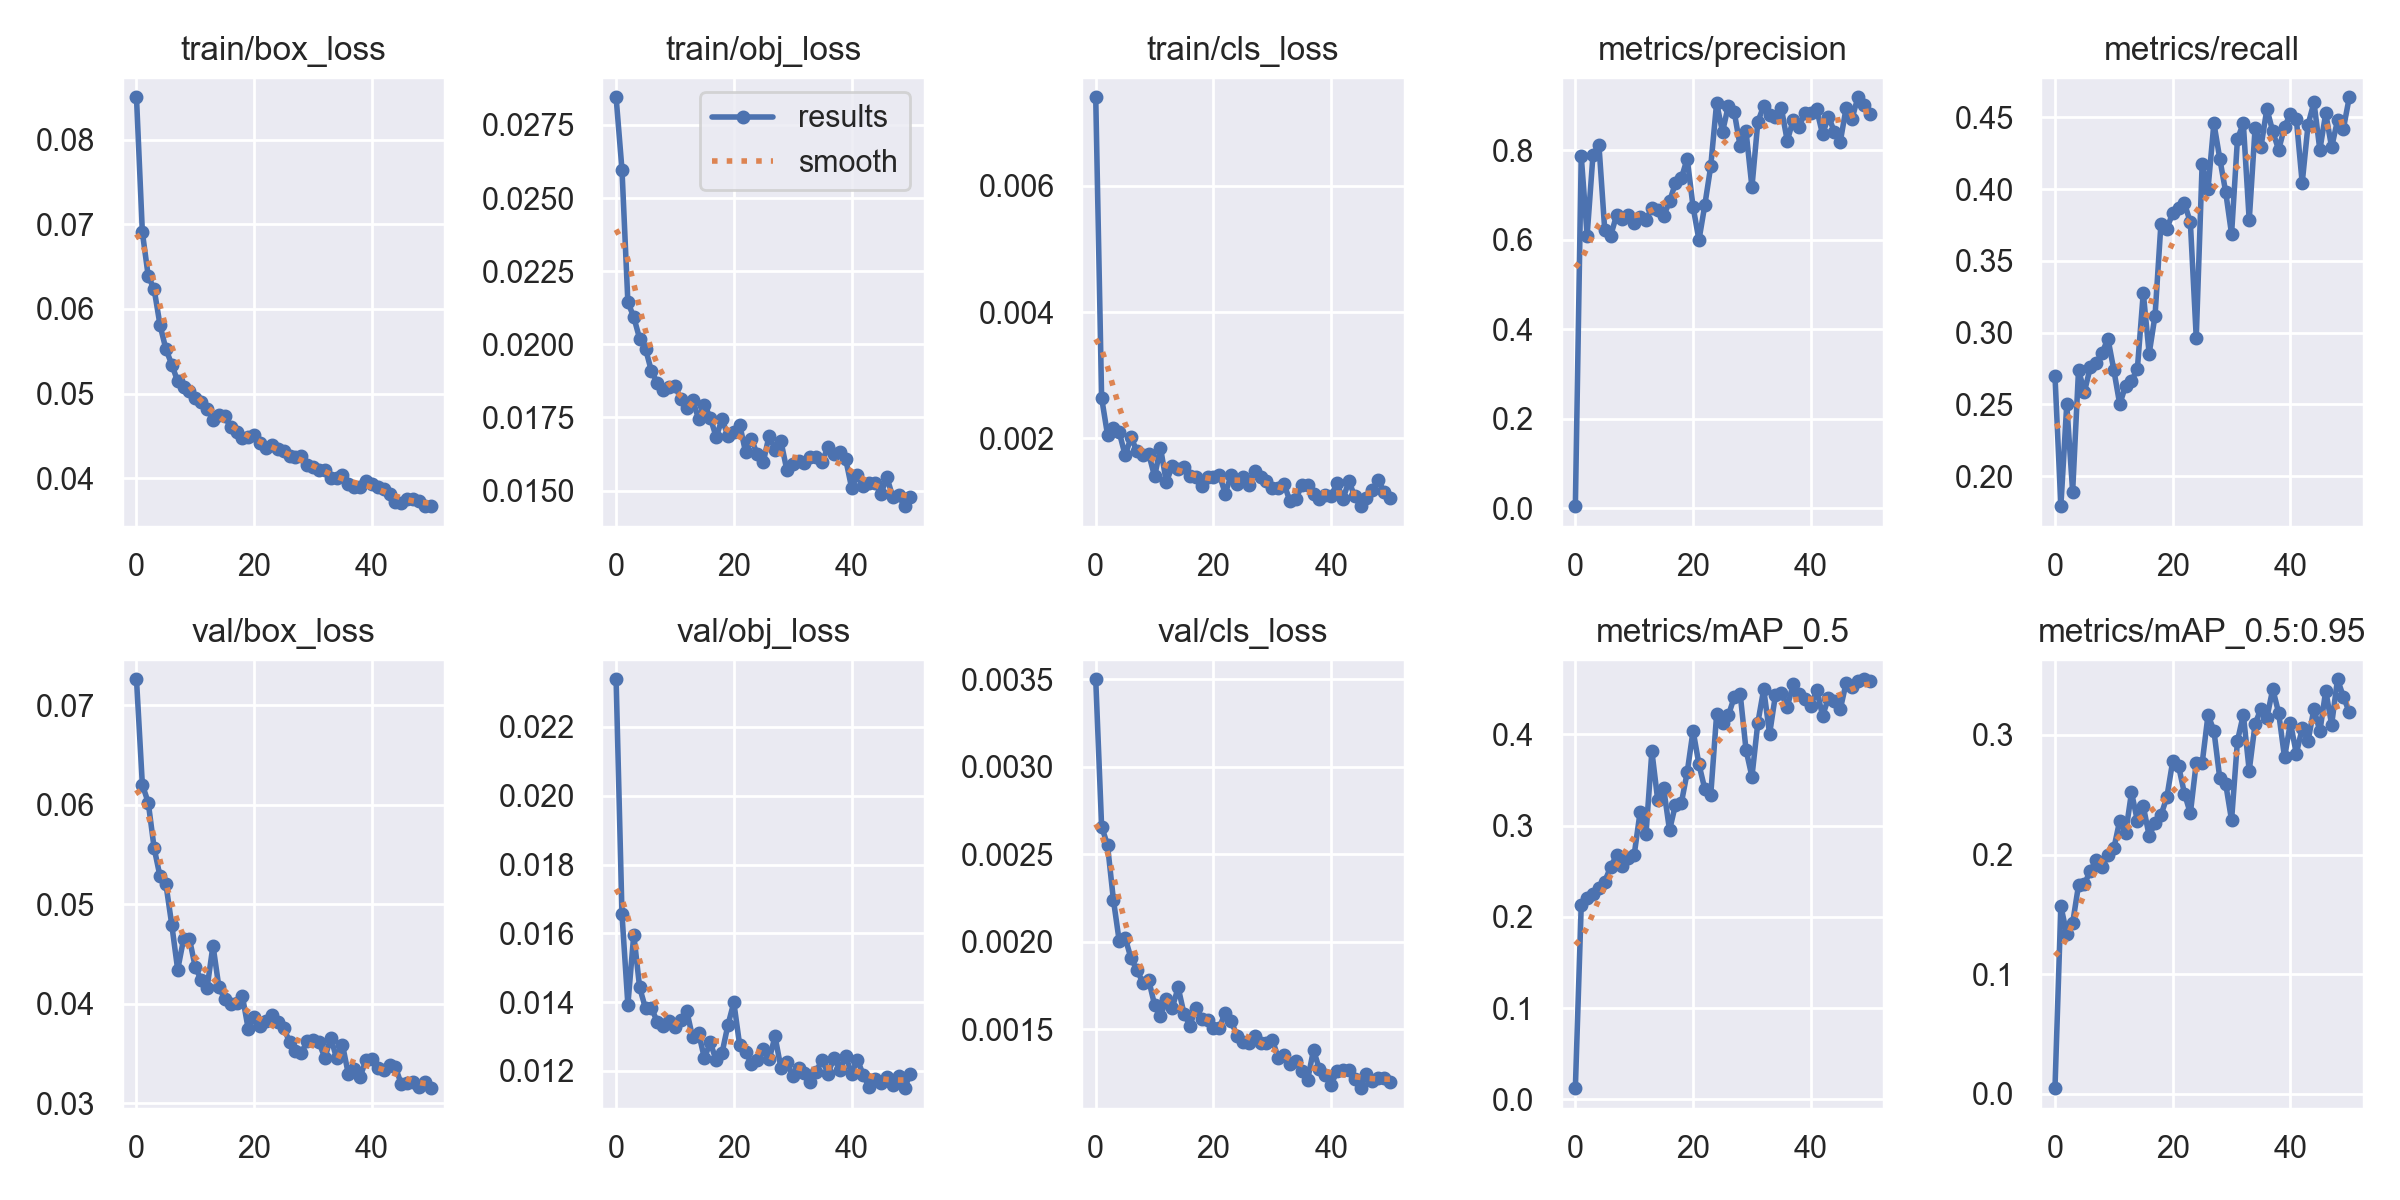 train/box_loss
0.08
0.07
0.06
0.05
0.04
0 20 40
train/obj_loss
results
smooth
0.0275
0.0250
0.0225
0.0200
0.0175
0.0150
0 20 40
train/cls_loss
0.006
0.004
0.002
0 20 40
metrics/precision
0.8
0.6
0.4
0.2
0.0
0 20 40
metrics/recall
0.45
0.40
0.35
0.30
0.25
0.20
0 20 40
val/box_loss
0.07
0.06
0.05
0.04
0.03
0 20 40
val/obj_loss
0.022
0.020
0.018
0.016
0.014
0.012
0 20 40
val/cls_loss
0.0035
0.0030
0.0025
0.0020
0.0015
0 20 40
metrics/mAP_0.5
0.4
0.3
0.2
0.1
0.0
0 20 40
metrics/mAP_0.5:0.95
0.3
0.2
0.1
0.0
0 20 40